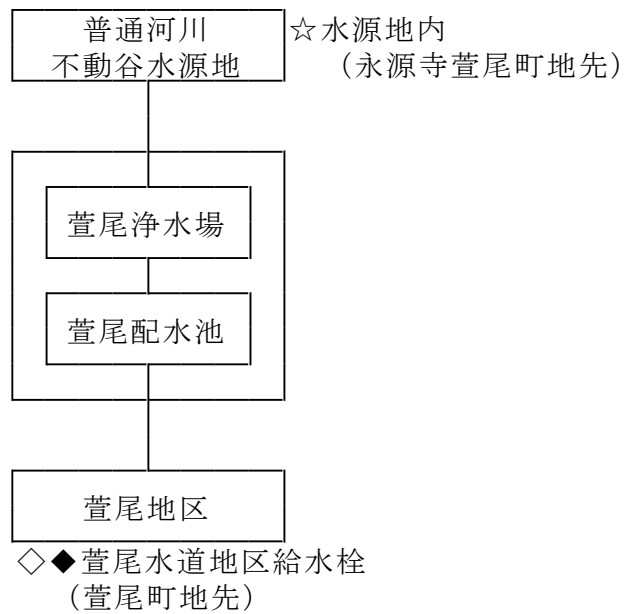 普通河川
不動谷水源地
☆水源地内
（永源寺萱尾町地先）
萱尾浄水場
萱尾配水池
萱尾地区
◇◆萱尾水道地区給水栓
（萱尾町地先）